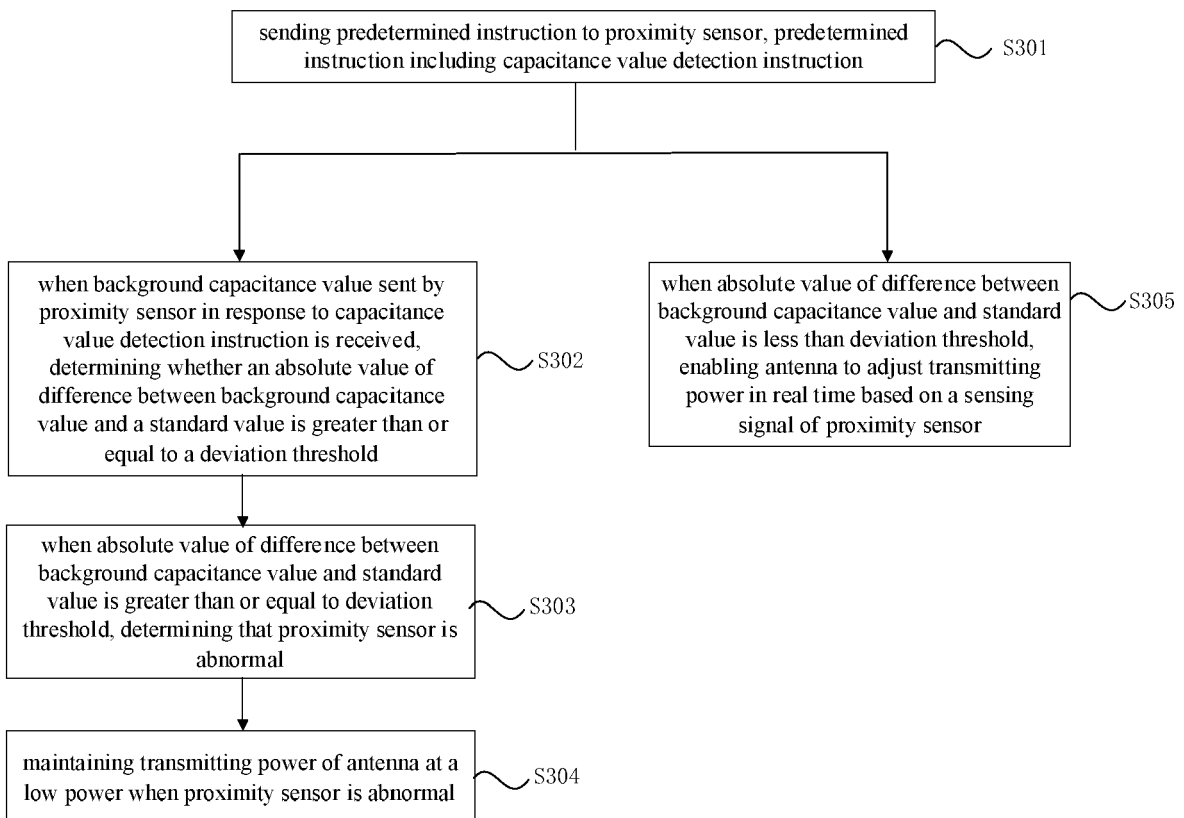 sending predetermined instruction to proximity sensor, predetermined
instruction including capacitance value detection instruction
S301
when background capacitance value sent by
proximity sensor in response to capacitance
value detection instruction is received,
determining whether an absolute value of
difference between background capacitance
value and a standard value is greater than or
equal to a deviation threshold
S302
when absolute value of difference between
background capacitance value and standard
value is less than deviation threshold,
enabling antenna to adjust transmitting
power in real time based on a sensing
signal of proximity sensor
S305
when absolute value of difference between
background capacitance value and standard
value is greater than or equal to deviation
threshold, determining that proximity sensor is
abnormal
S303
maintaining transmitting power of antenna at a
low power when proximity sensor is abnormal
S304